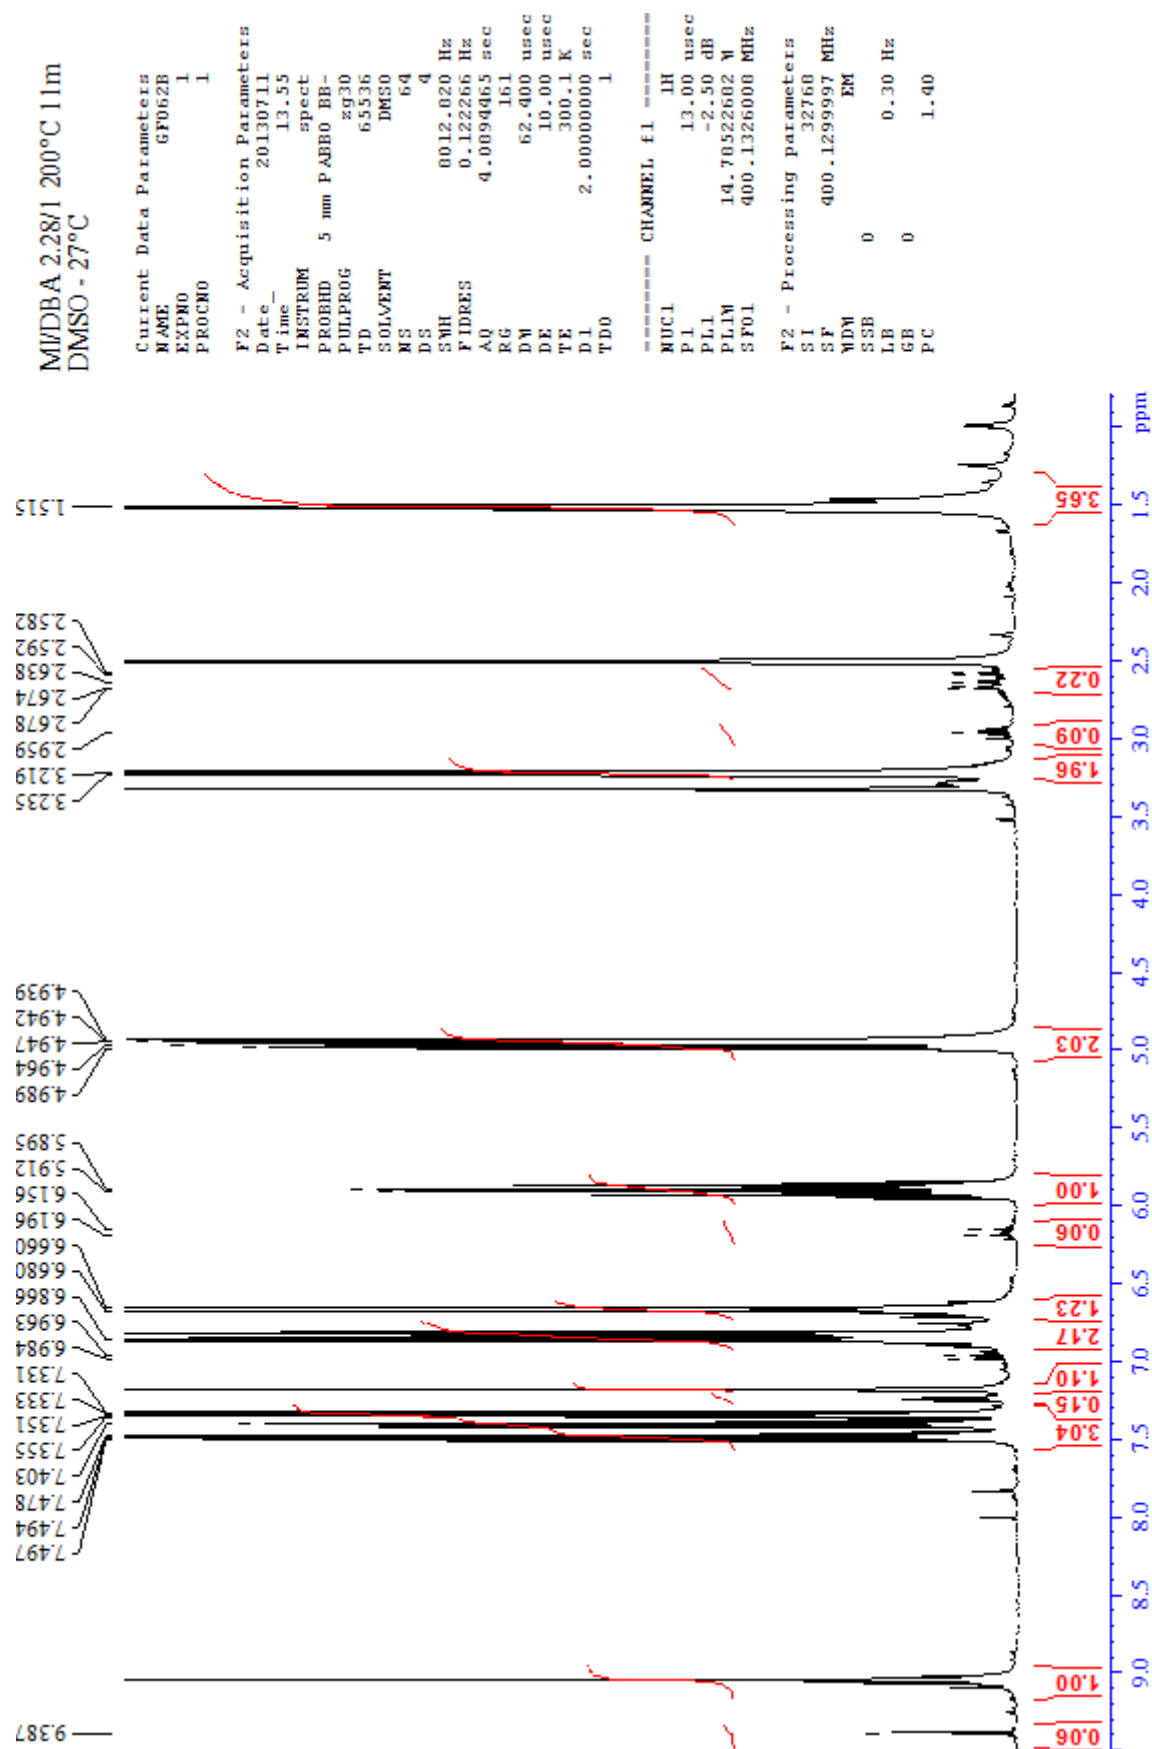 MI/DBA 2.28/1 200°C 11m
DMSO - 27°C
Current Data Parameters
NAME GF062B
EXPNO 1
PROCNO 1
F2 - Acquisition Parameters
Date_ 20130711
Time 13.55
INSTRUM spect
PROBHD 5 mm PABBO BB-
PULPROG zg30
TD 65536
SOLVENT DMSO
NS 64
DS 4
SWH 8012.820 Hz
FIDRES 0.122266 Hz
AQ 4.0894465 sec
RG 161
DW 62.400 usec
DE 10.00 usec
TE 300.1 K
D1 2.00000000 sec
TD0 1
======== CHANNEL f1 ========
NUC1 1H
P1 13.00 usec
PL1 -2.50 dB
PL1W 14.78522682 W
SFO1 400.1326008 MHz
F2 - Processing parameters
SI 32768
SF 400.1299997 MHz
WDW EM
SSB 0
LB 0.30 Hz
GB 0
PC 1.40
1.515
2.582
2.592
2.638
2.674
2.678
2.959
3.219
3.235
4.939
4.942
4.947
4.964
4.989
5.895
5.912
6.156
6.196
6.660
6.680
6.866
6.963
6.984
7.331
7.333
7.351
7.355
7.403
7.478
7.494
7.497
9.387
3.65
0.22
0.09
1.96
2.03
1.00
0.06
1.23
2.17
1.10
0.15
3.04
1.00
0.06
ppm
1.5
2.0
2.5
3.0
3.5
4.0
4.5
5.0
5.5
6.0
6.5
7.0
7.5
8.0
8.5
9.0